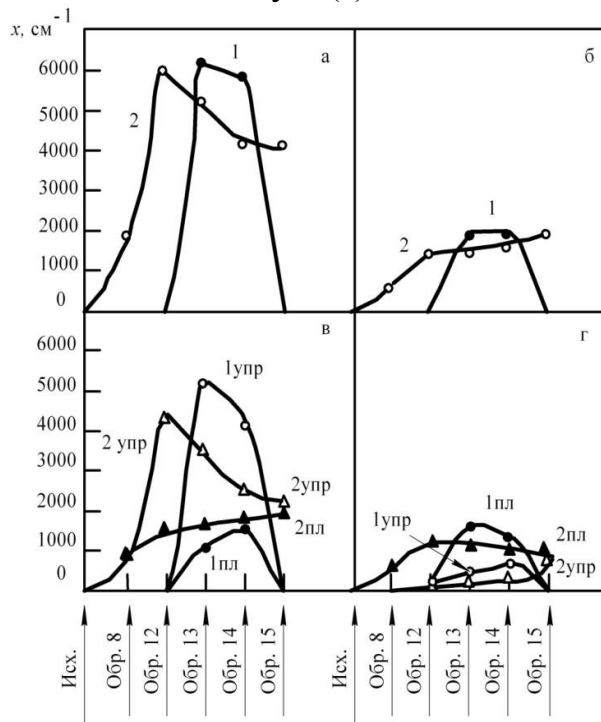 x, см⁻¹
а
б
6000
5000
4000
3000
2000
1000
0
1
2
1
2
в
г
6000
5000
4000
3000
2000
1000
0
1упр
2 упр
2упр
2пл
1пл
1упр
1пл
2пл
2упр
Исх.
Обр. 8
Обр. 12
Обр. 13
Обр. 14
Обр. 15
Исх.
Обр. 8
Обр. 12
Обр. 13
Обр. 14
Обр. 15